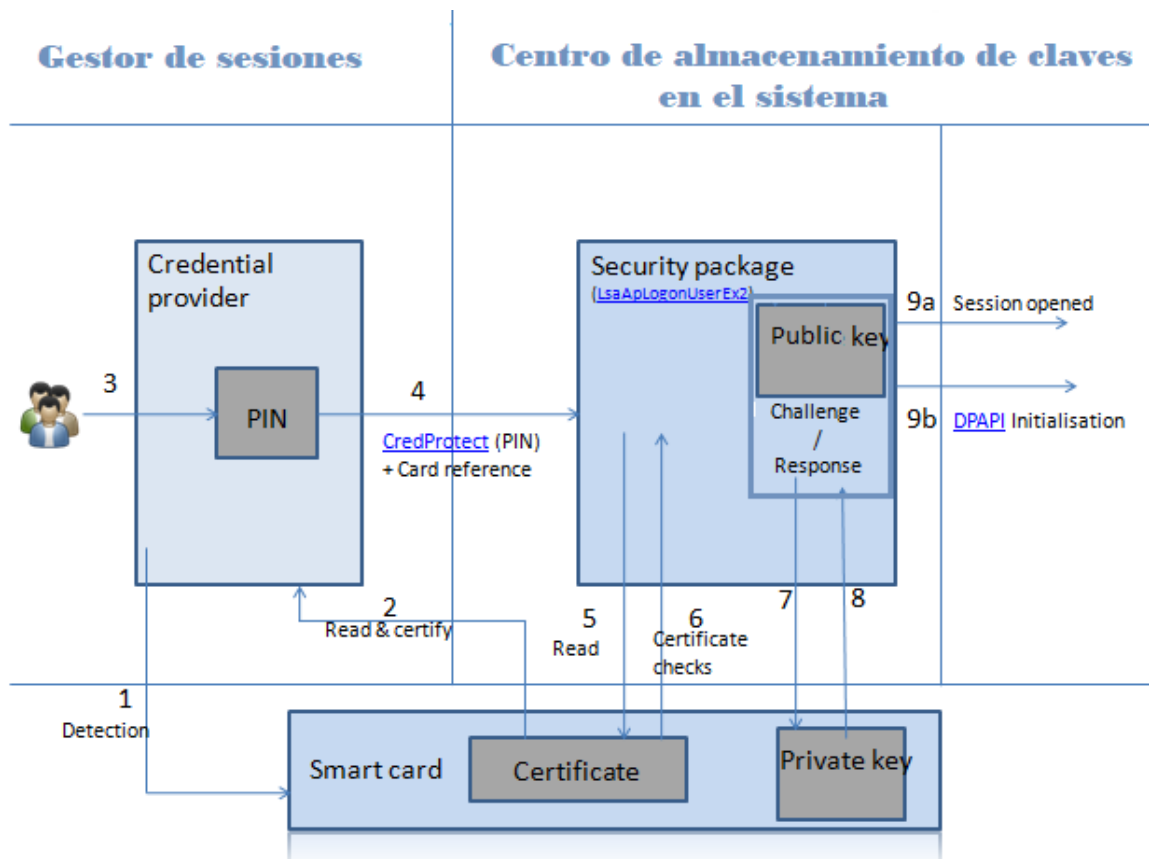 Gestor de sesiones
Centro de almacenamiento de claves
en el sistema
Credential
provider
PIN
3
4
CredProtect (PIN)
+ Card reference
Security package
(LsaApLogonUserEx2)
Public key
Challenge
/
Response
9a Session opened
9b DPAPI Initialisation
2
Read & certify
5
Read
6
Certificate
checks
7
8
1
Detection
Smart card
Certificate
Private key